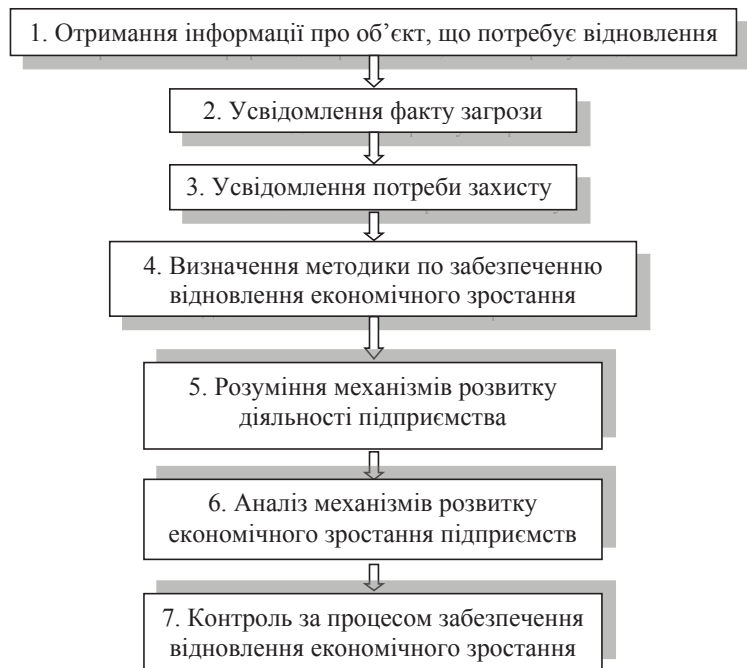 1. Отримання інформації про об’єкт, що потребує відновлення
2. Усвідомлення факту загрози
3. Усвідомлення потреби захисту
4. Визначення методики по забезпеченню
відновлення економічного зростання
5. Розуміння механізмів розвитку
діяльності підприємства
6. Аналіз механізмів розвитку
економічного зростання підприємств
7. Контроль за процесом забезпечення
відновлення економічного зростання